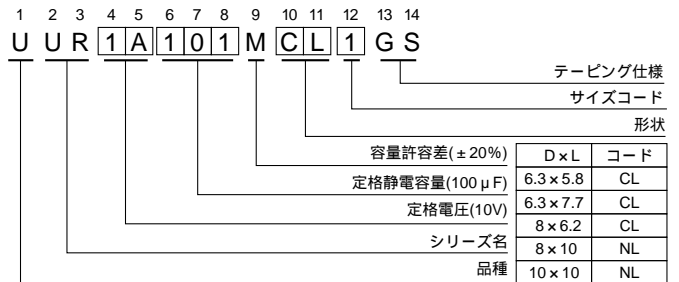 1 2 3 4 5 6 7 8 9 10 11 12 13 14
U U R 1 A 1 0 1 M C L 1 G S
テーピング仕様
サイズコード
形状
容量許容差(±20%)
定格静電容量(100μF)
定格電圧(10V)
シリーズ名
品種
D×L コード
6.3×5.8 CL
6.3×7.7 CL
8×6.2 CL
8×10 NL
10×10 NL